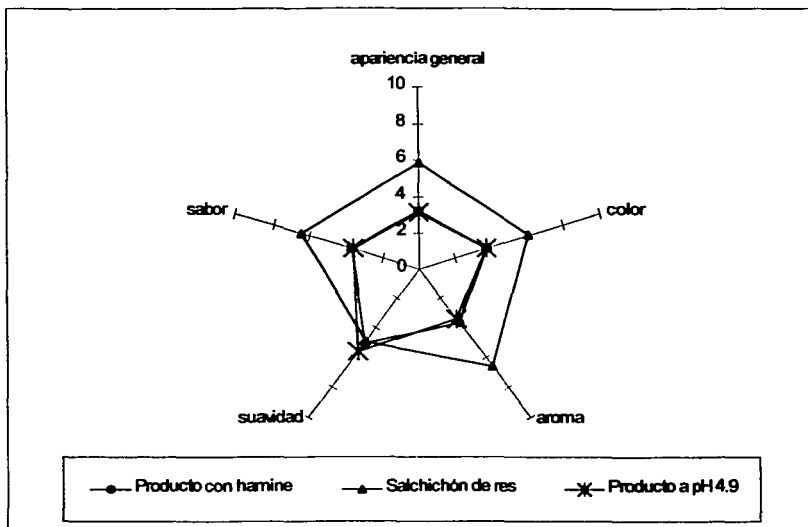 apariencia general
10
8
6
4
2
0
sabor
color
suavidad
aroma
Producto con hamine
Salchichón de res
Producto a pH 4.9